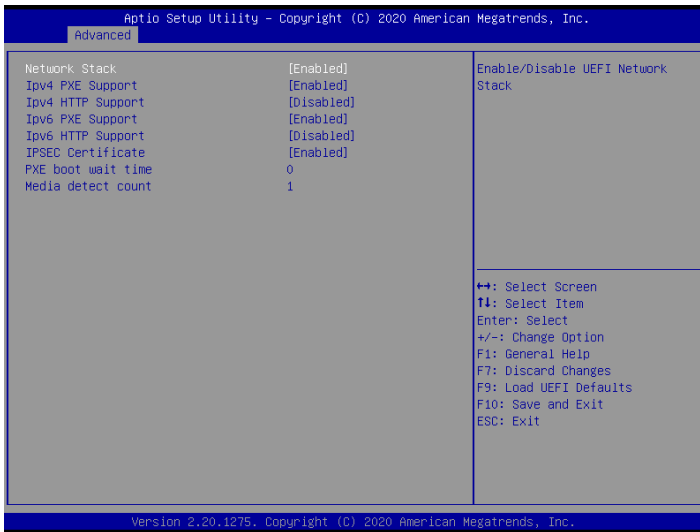 Aptio Setup Utility – Copyright (C) 2020 American Megatrends, Inc.
Advanced
Network Stack [Enabled]
Ipv4 PXE Support [Enabled]
Ipv4 HTTP Support [Disabled]
Ipv6 PXE Support [Enabled]
Ipv6 HTTP Support [Disabled]
IPSEC Certificate [Enabled]
PXE boot wait time 0
Media detect count 1
Enable/Disable UEFI Network
Stack
↔: Select Screen
↑↓: Select Item
Enter: Select
+/-: Change Option
F1: General Help
F7: Discard Changes
F9: Load UEFI Defaults
F10: Save and Exit
ESC: Exit
Version 2.20.1275. Copyright (C) 2020 American Megatrends, Inc.